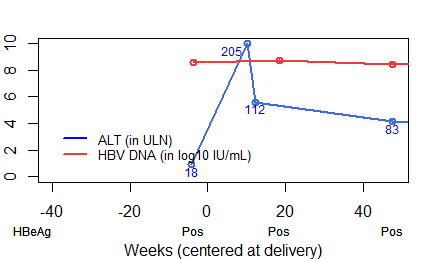 10
205
8
6
112
4
83
ALT (in ULN)
2
HBV DNA (in log10 IU/mL)
18
0
-40 -20 0 20 40
HBeAg Pos Pos Pos
Weeks (centered at delivery)